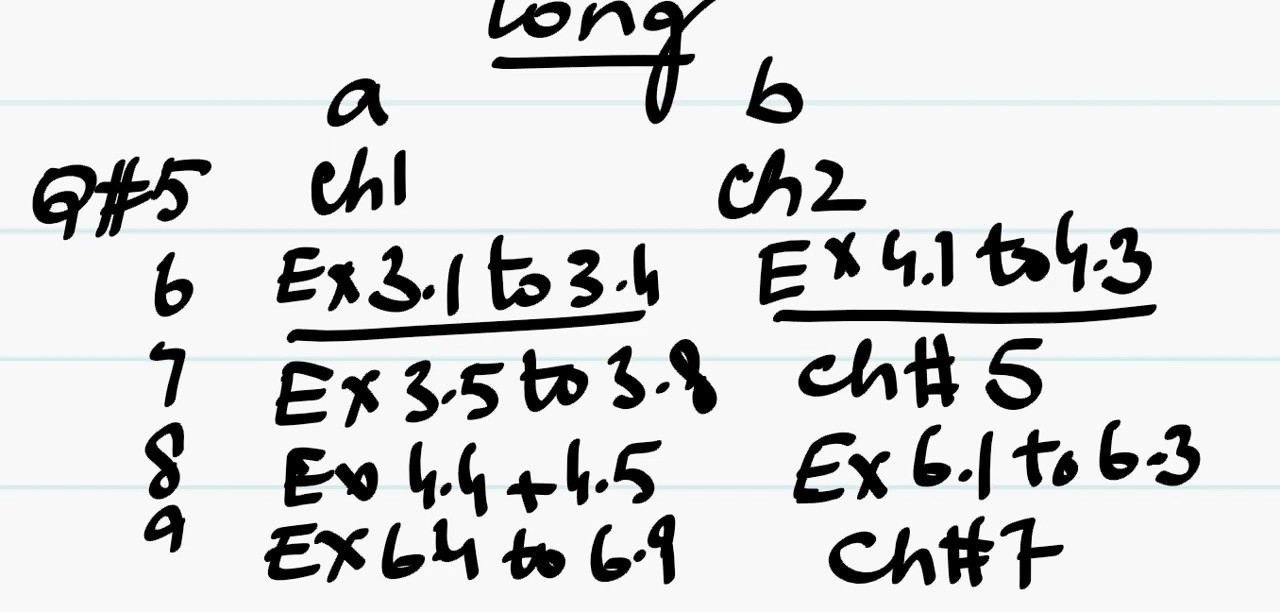 long
a b
Q#5 Ch1 Ch2
6 Ex 3.1 to 3.4 Ex 4.1 to 4.3
7 Ex 3.5 to 3.8 Ch# 5
8 Ex 4.4 + 4.5 Ex 6.1 to 6.3
9 Ex 6.4 to 6.9 Ch#7